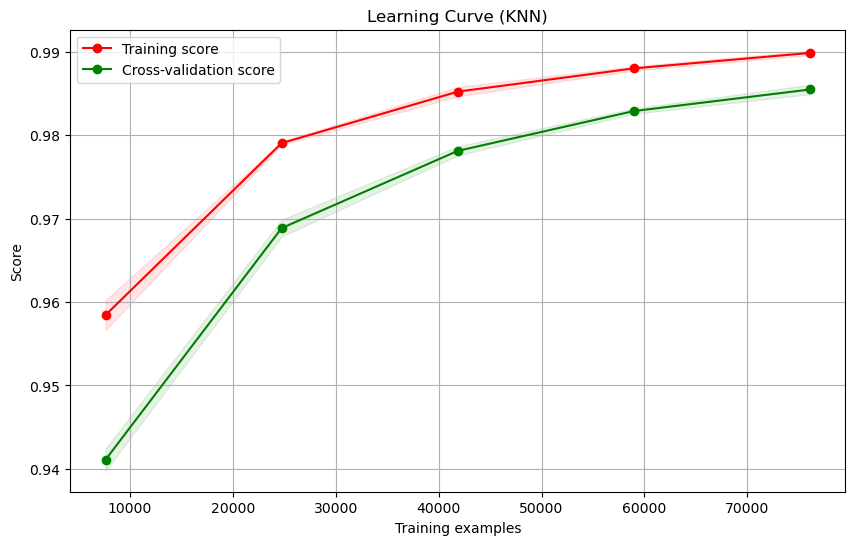 Learning Curve (KNN)
Training score
Cross-validation score
0.99
0.98
0.97
0.96
0.95
0.94
Score
10000
20000
30000
40000
50000
60000
70000
Training examples